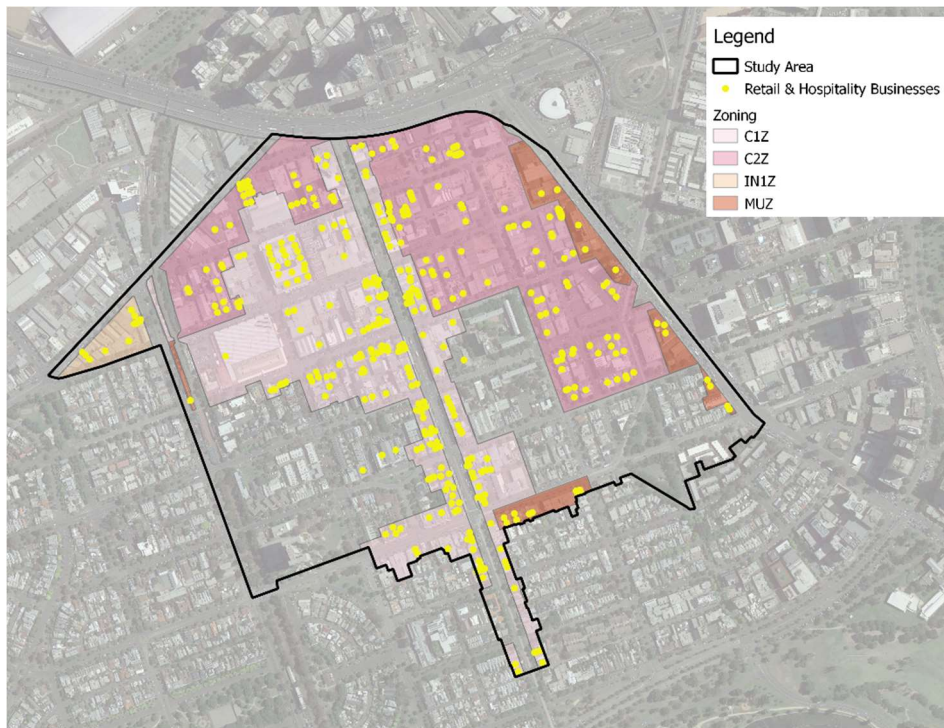 Legend
Study Area
Retail & Hospitality Businesses
Zoning
C1Z
C2Z
IN1Z
MUZ